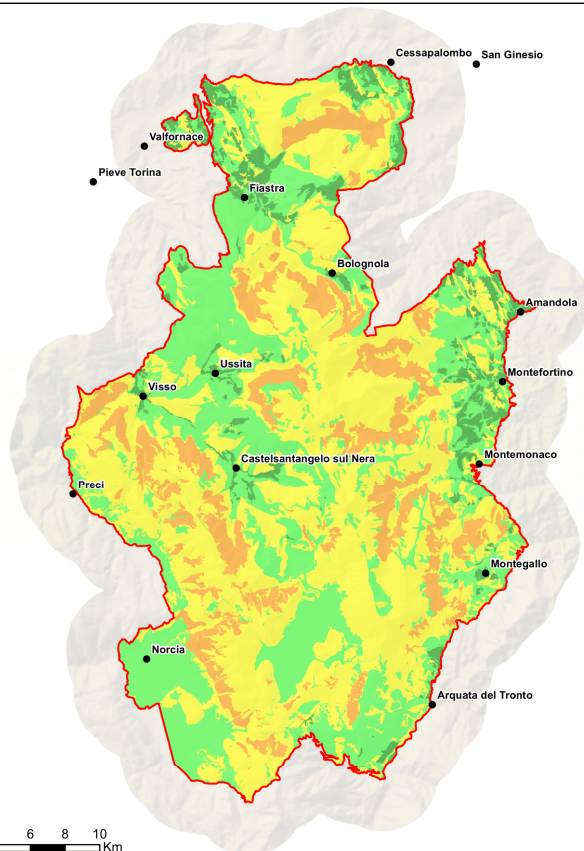 Cessapalombo
San Ginesio
Valfornace
Pieve Torina
Fiastra
Bolognola
Amandola
Ussita
Montefortino
Visso
Castelsantangelo sul Nera
Montemonaco
Preci
Montegallo
Norcia
Arquata del Tronto
6 8 10
Km